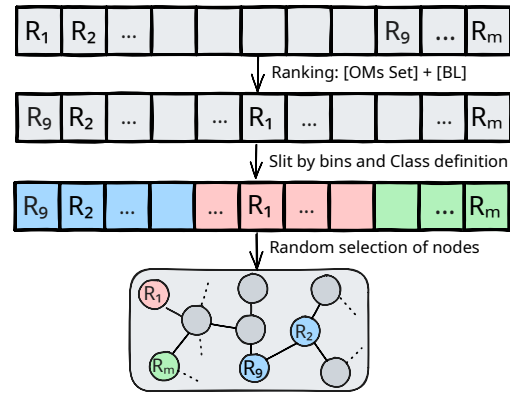 R₁ R₂ ... R₉ ... Rₘ
Ranking: [OMs Set] + [BL]
R₉ R₂ ... ... R₁ ... ... Rₘ
Slit by bins and Class definition
R₉ R₂ ... ... R₁ ... ... Rₘ
Random selection of nodes
R₁
R₂
Rₘ
R₉